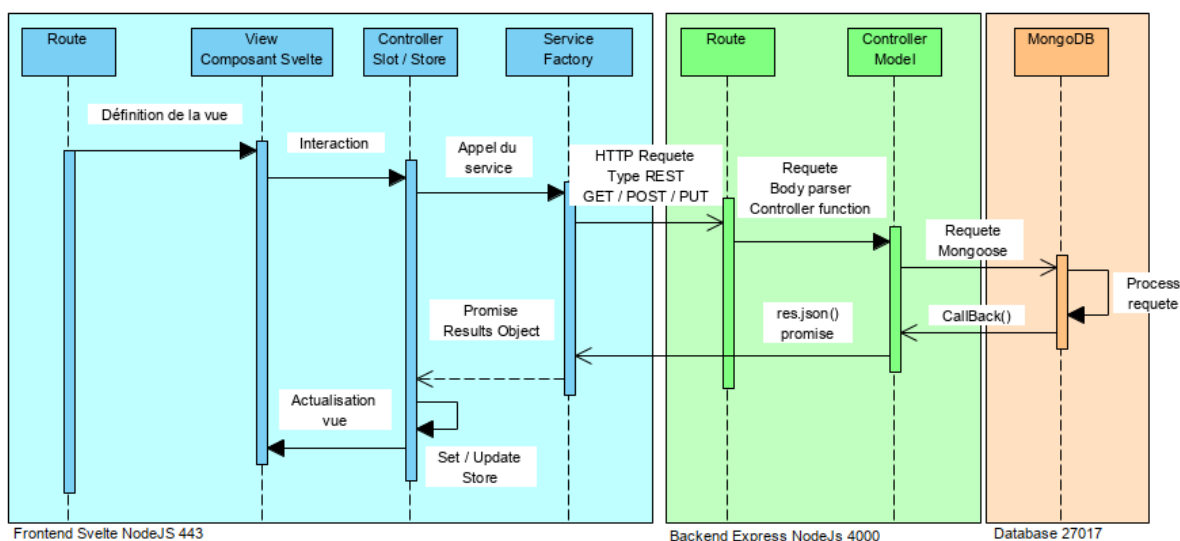 Route
View
Composant Svelte
Controller
Slot / Store
Service
Factory
Route
Controller
Model
MongoDB
Définition de la vue
Interaction
Appel du
service
HTTP Requete
Type REST
GET / POST / PUT
Requete
Body parser
Controller function
Requete
Mongoose
Process
requete
CallBack()
res.json()
promise
Promise
Results Object
Actualisation
vue
Set / Update
Store
Frontend Svelte NodeJS 443
Backend Express NodeJs 4000
Database 27017